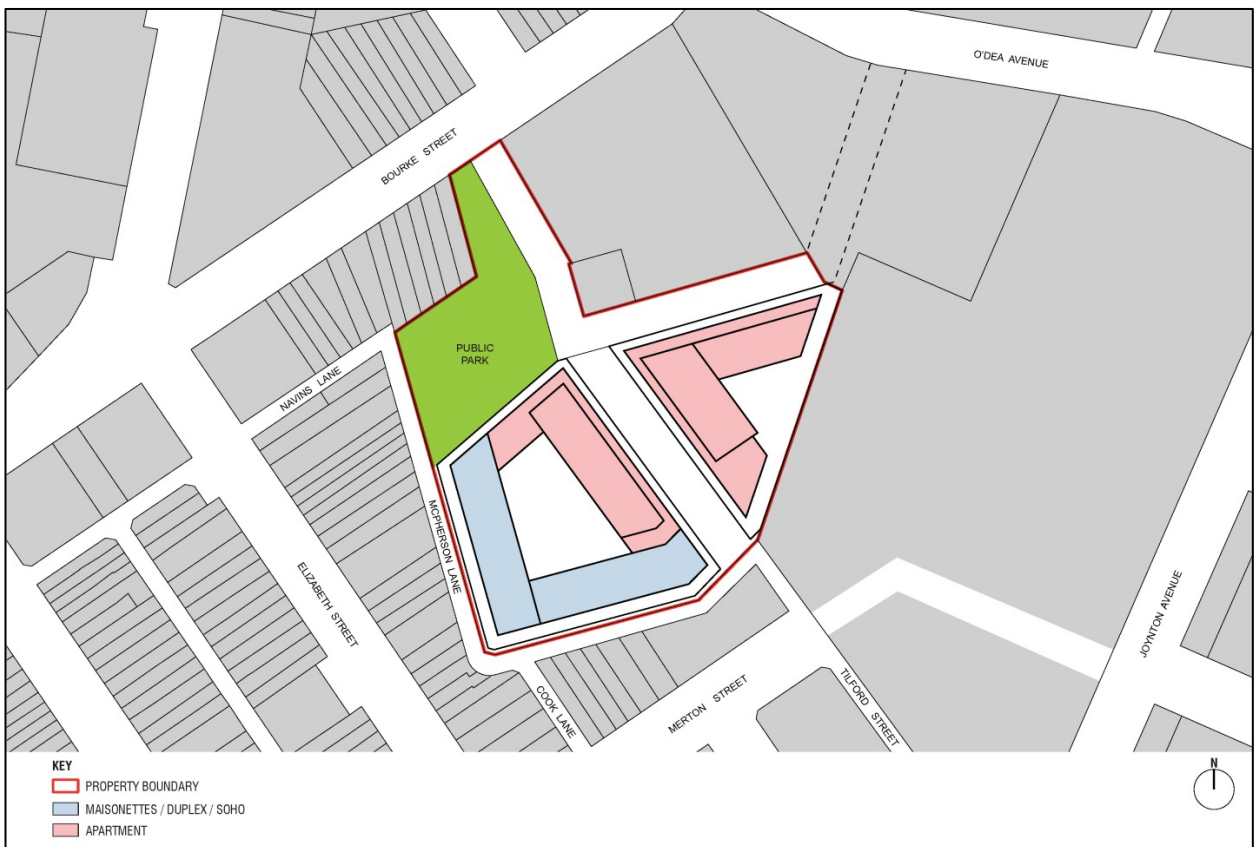 O'DEA AVENUE
BOURKE STREET
PUBLIC
PARK
NAVINS LANE
MCPHERSON LANE
ELIZABETH STREET
JOYNTON AVENUE
COOK LANE
MERTON STREET
TILFORD STREET
KEY
PROPERTY BOUNDARY
MAISONETTES / DUPLEX / SOHO
APARTMENT
N